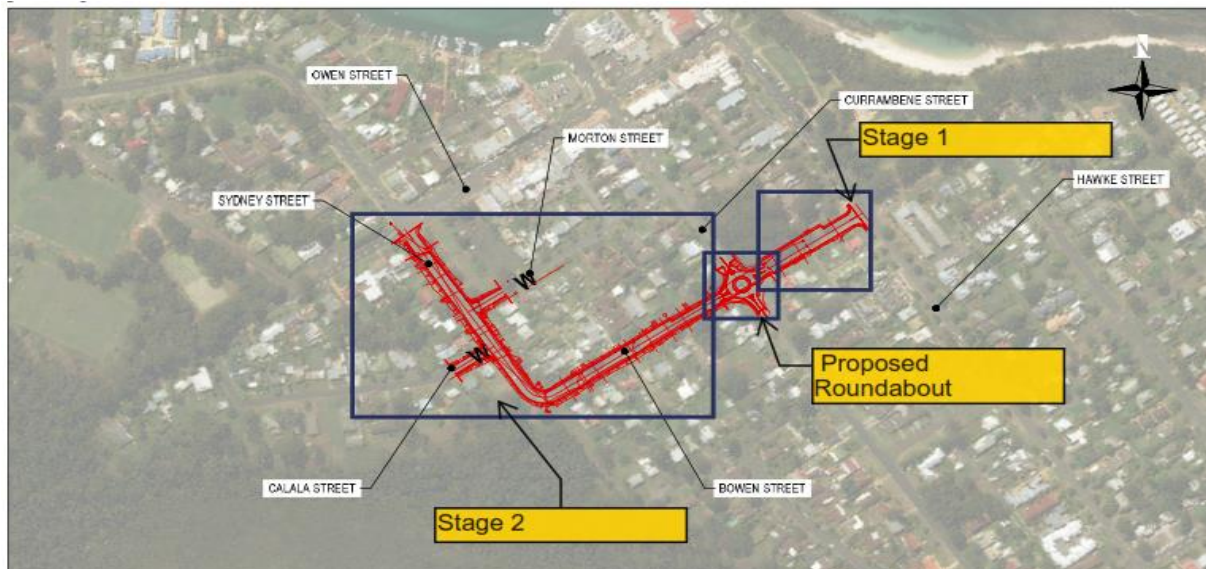 N
OWEN STREET
CURRAMBENE STREET
Stage 1
MORTON STREET
HAWKE STREET
SYDNEY STREET
W
W
Proposed
Roundabout
CALALA STREET
BOWEN STREET
Stage 2